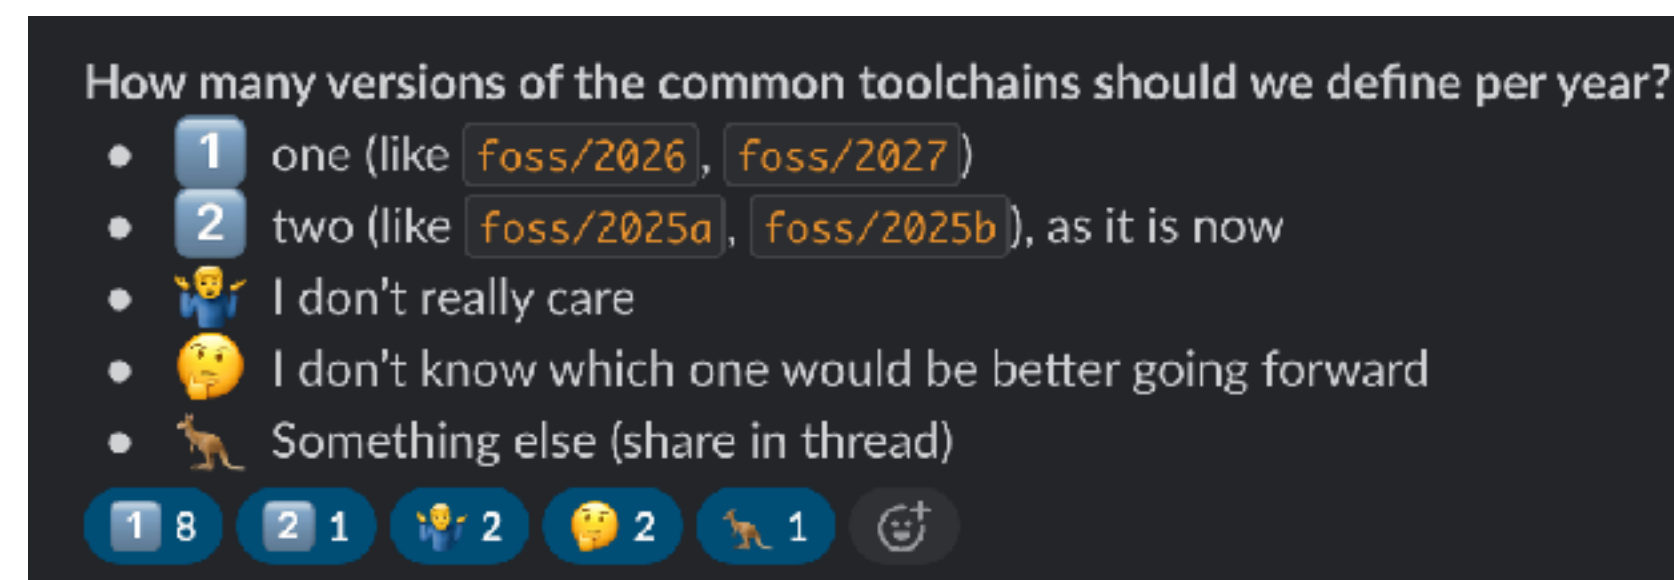 How many versions of the common toolchains should we define per year?
• 1️⃣ one (like foss/2026, foss/2027)
• 2️⃣ two (like foss/2025a, foss/2025b), as it is now
• 🤷‍♂️ I don't really care
• 🤔 I don't know which one would be better going forward
• 🦘 Something else (share in thread)
1️⃣ 8 2️⃣ 1 🤷‍♂️ 2 🤔 2 🦘 1